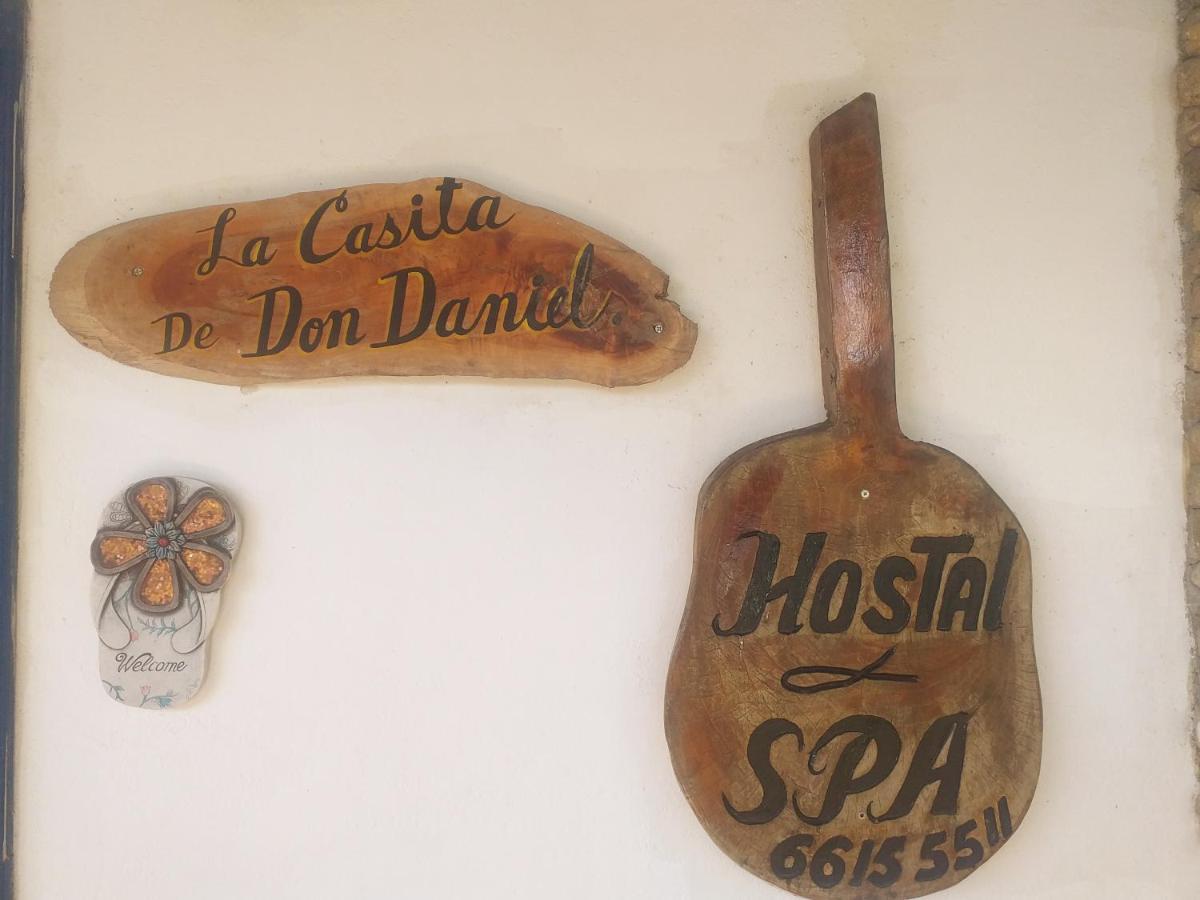 La Casita
De Don Daniel.
Welcome
HOSTAl
&
SPA
6615 5511